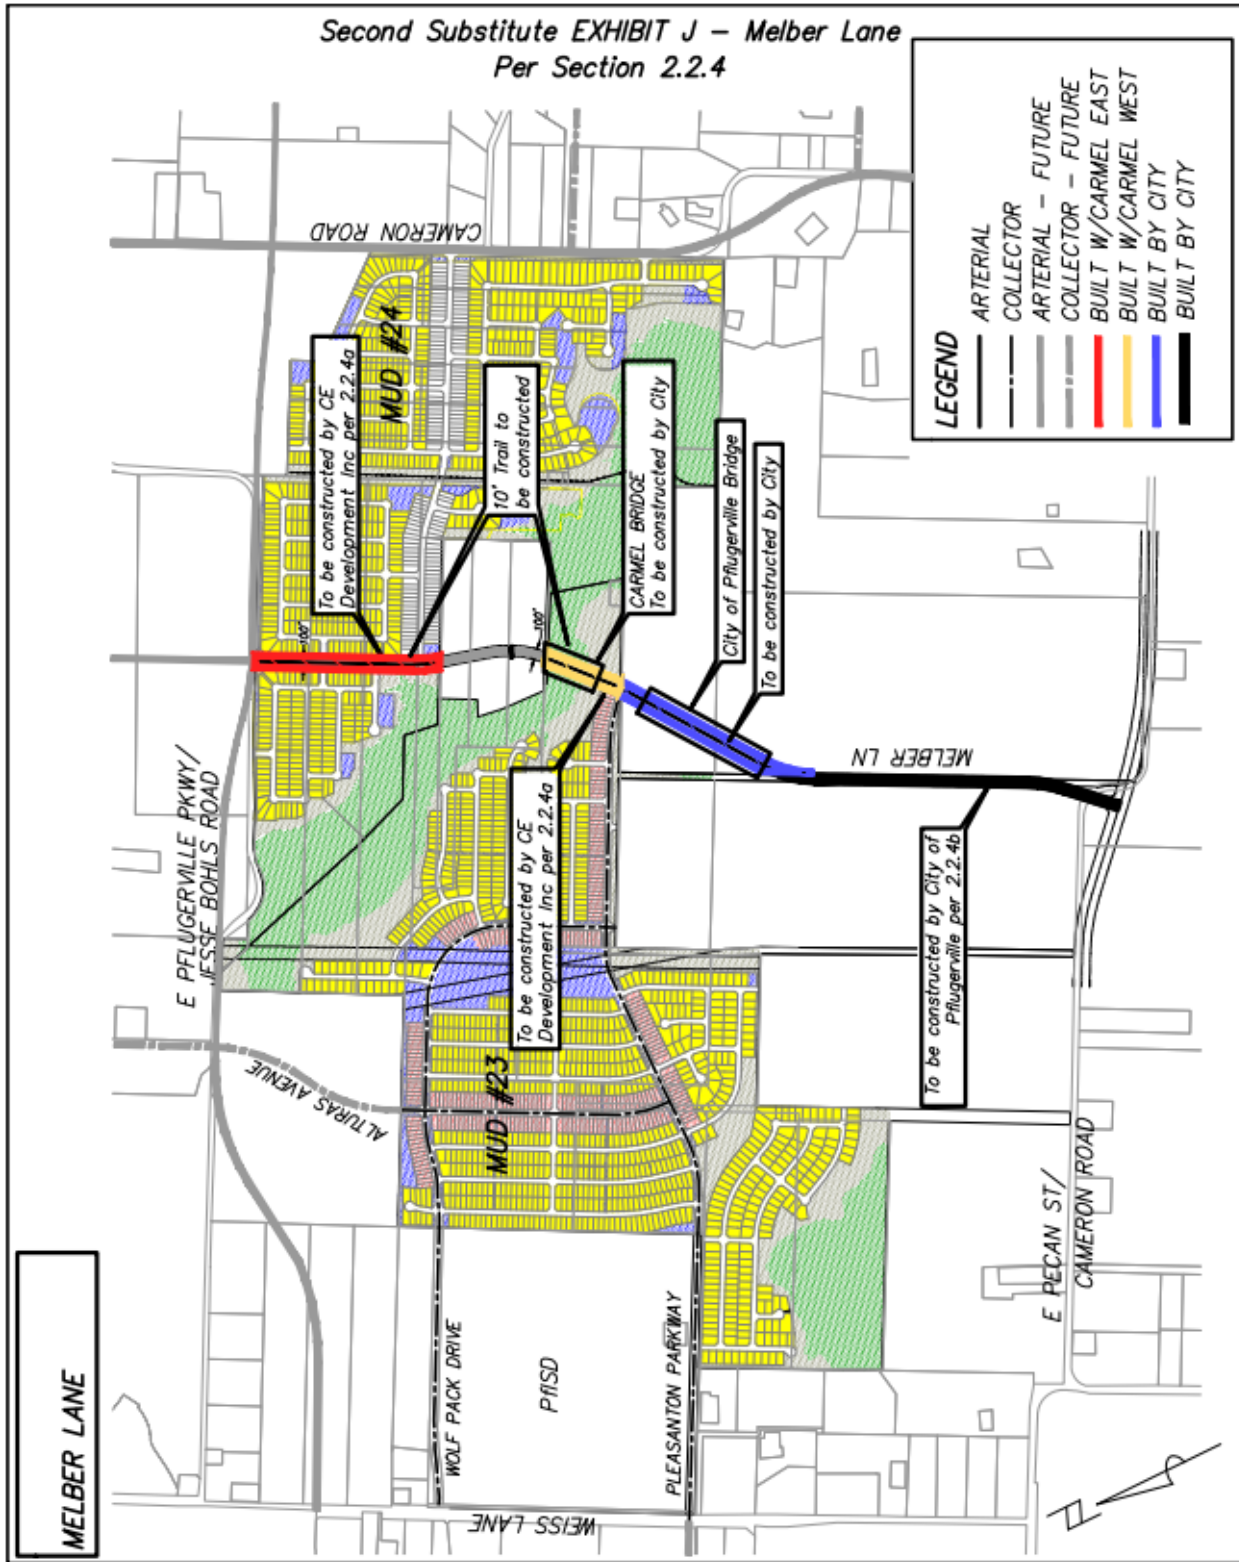 Second Substitute EXHIBIT J – Melber Lane
Per Section 2.2.4
LEGEND
ARTERIAL
COLLECTOR
ARTERIAL – FUTURE
COLLECTOR – FUTURE
BUILT W/CARMEL EAST
BUILT W/CARMEL WEST
BUILT BY CITY
BUILT BY CITY
MELBER LANE
E PFLUGERVILLE PKWY/
JESSE BOHLS ROAD
CAMERON ROAD
MUD #24
To be constructed by CE
Development Inc per 2.2.4a
10' Trail to
be constructed
CARMEL BRIDGE
To be constructed by City
City of Pflugerville Bridge
To be constructed by City
100'
100'
MELBER LN
To be constructed by CE
Development Inc per 2.2.4a
To be constructed by City of
Pflugerville per 2.2.4b
ALTURAS AVENUE
MUD #23
WOLF PACK DRIVE
PfISD
PLEASANTON PARKWAY
WEISS LANE
E PECAN ST/
CAMERON ROAD
N